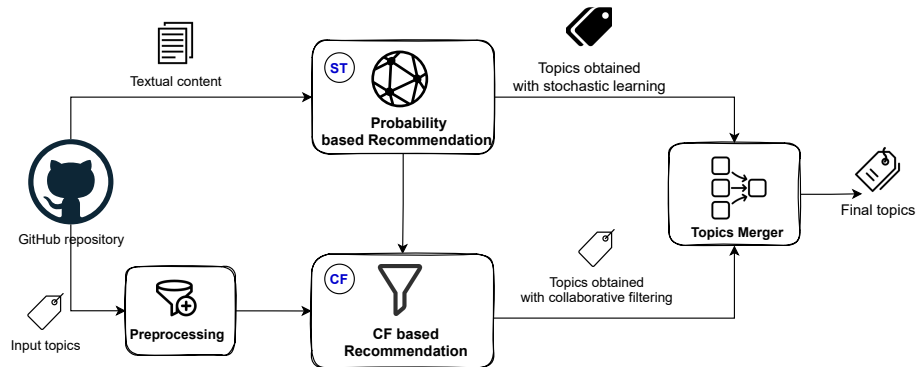 Textual content
ST
Probability
based Recommendation
Topics obtained
with stochastic learning
GitHub repository
Topics Merger
Final topics
Input topics
Preprocessing
CF
CF based
Recommendation
Topics obtained
with collaborative filtering